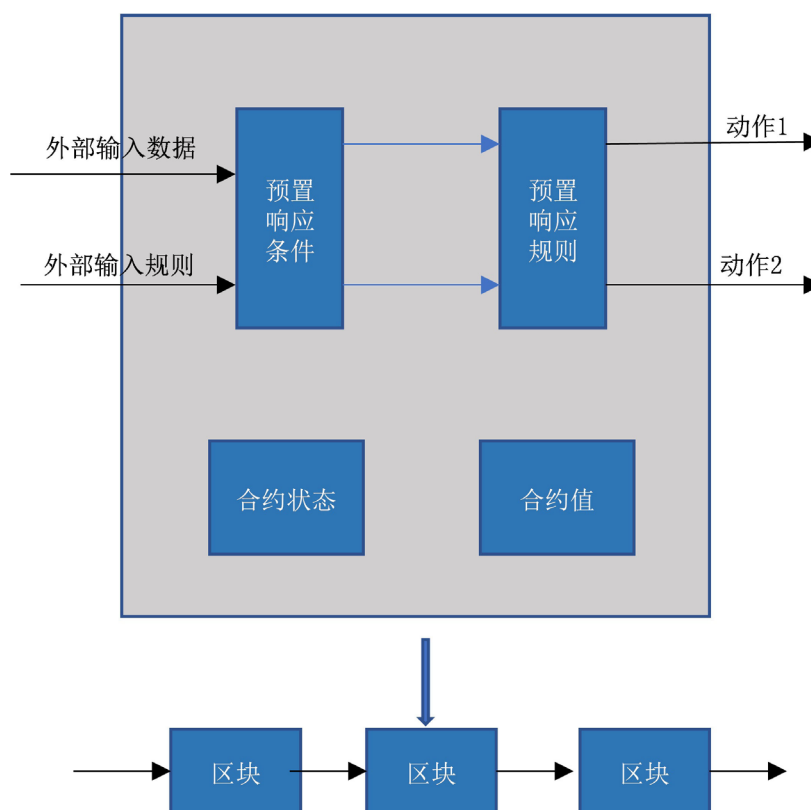 外部输入数据
外部输入规则
预置
响应
条件
预置
响应
规则
动作1
动作2
合约状态
合约值
区块
区块
区块